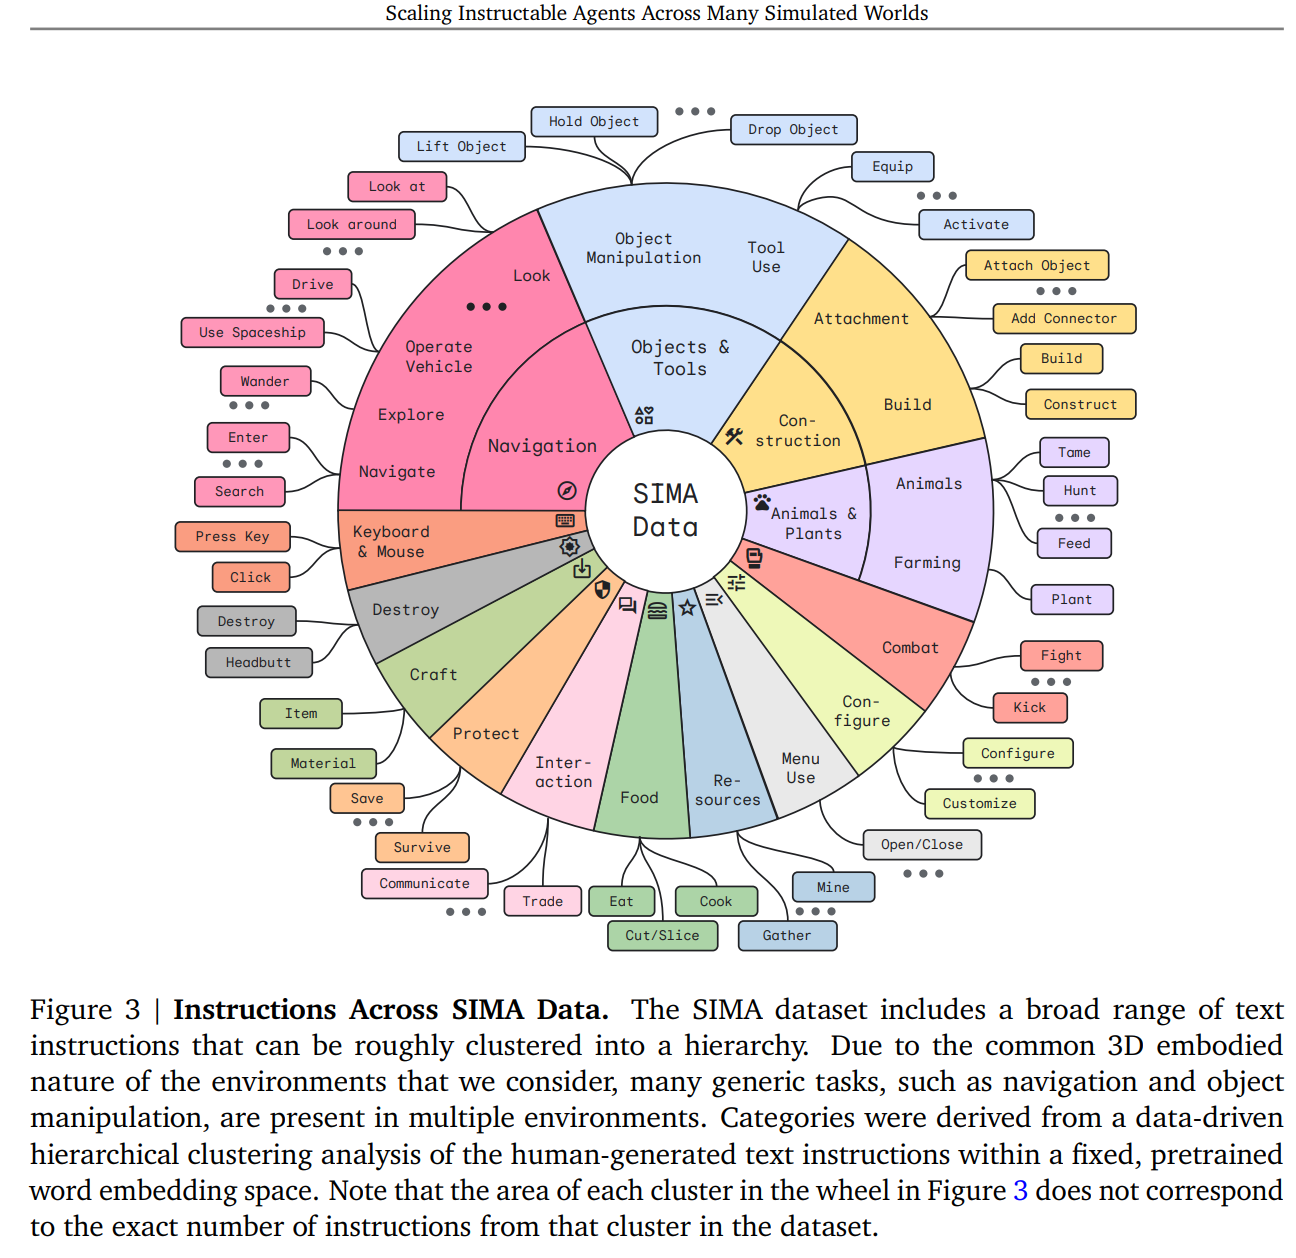 Scaling Instructable Agents Across Many Simulated Worlds
Hold Object
Drop Object
Lift Object
Equip
Look at
Look around
Activate
Object
Manipulation
Tool
Use
Attach Object
Look
Drive
Add Connector
Attachment
Use Spaceship
Operate
Vehicle
Objects &
Tools
Build
Wander
Construct
Explore
Build
Con-
struction
Enter
Navigation
Tame
Navigate
Animals
Search
Hunt
SIMA
Data
Animals &
Plants
Press Key
Keyboard
& Mouse
Feed
Farming
Click
Plant
Destroy
Destroy
Headbutt
Combat
Fight
Craft
Kick
Item
Con-
figure
Protect
Configure
Material
Inter-
action
Menu
Use
Food
Re-
sources
Save
Customize
Survive
Open/Close
Communicate
Mine
Trade
Eat
Cook
Cut/Slice
Gather
Figure 3 | Instructions Across SIMA Data. The SIMA dataset includes a broad range of text
instructions that can be roughly clustered into a hierarchy. Due to the common 3D embodied
nature of the environments that we consider, many generic tasks, such as navigation and object
manipulation, are present in multiple environments. Categories were derived from a data-driven
hierarchical clustering analysis of the human-generated text instructions within a fixed, pretrained
word embedding space. Note that the area of each cluster in the wheel in Figure 3 does not correspond
to the exact number of instructions from that cluster in the dataset.